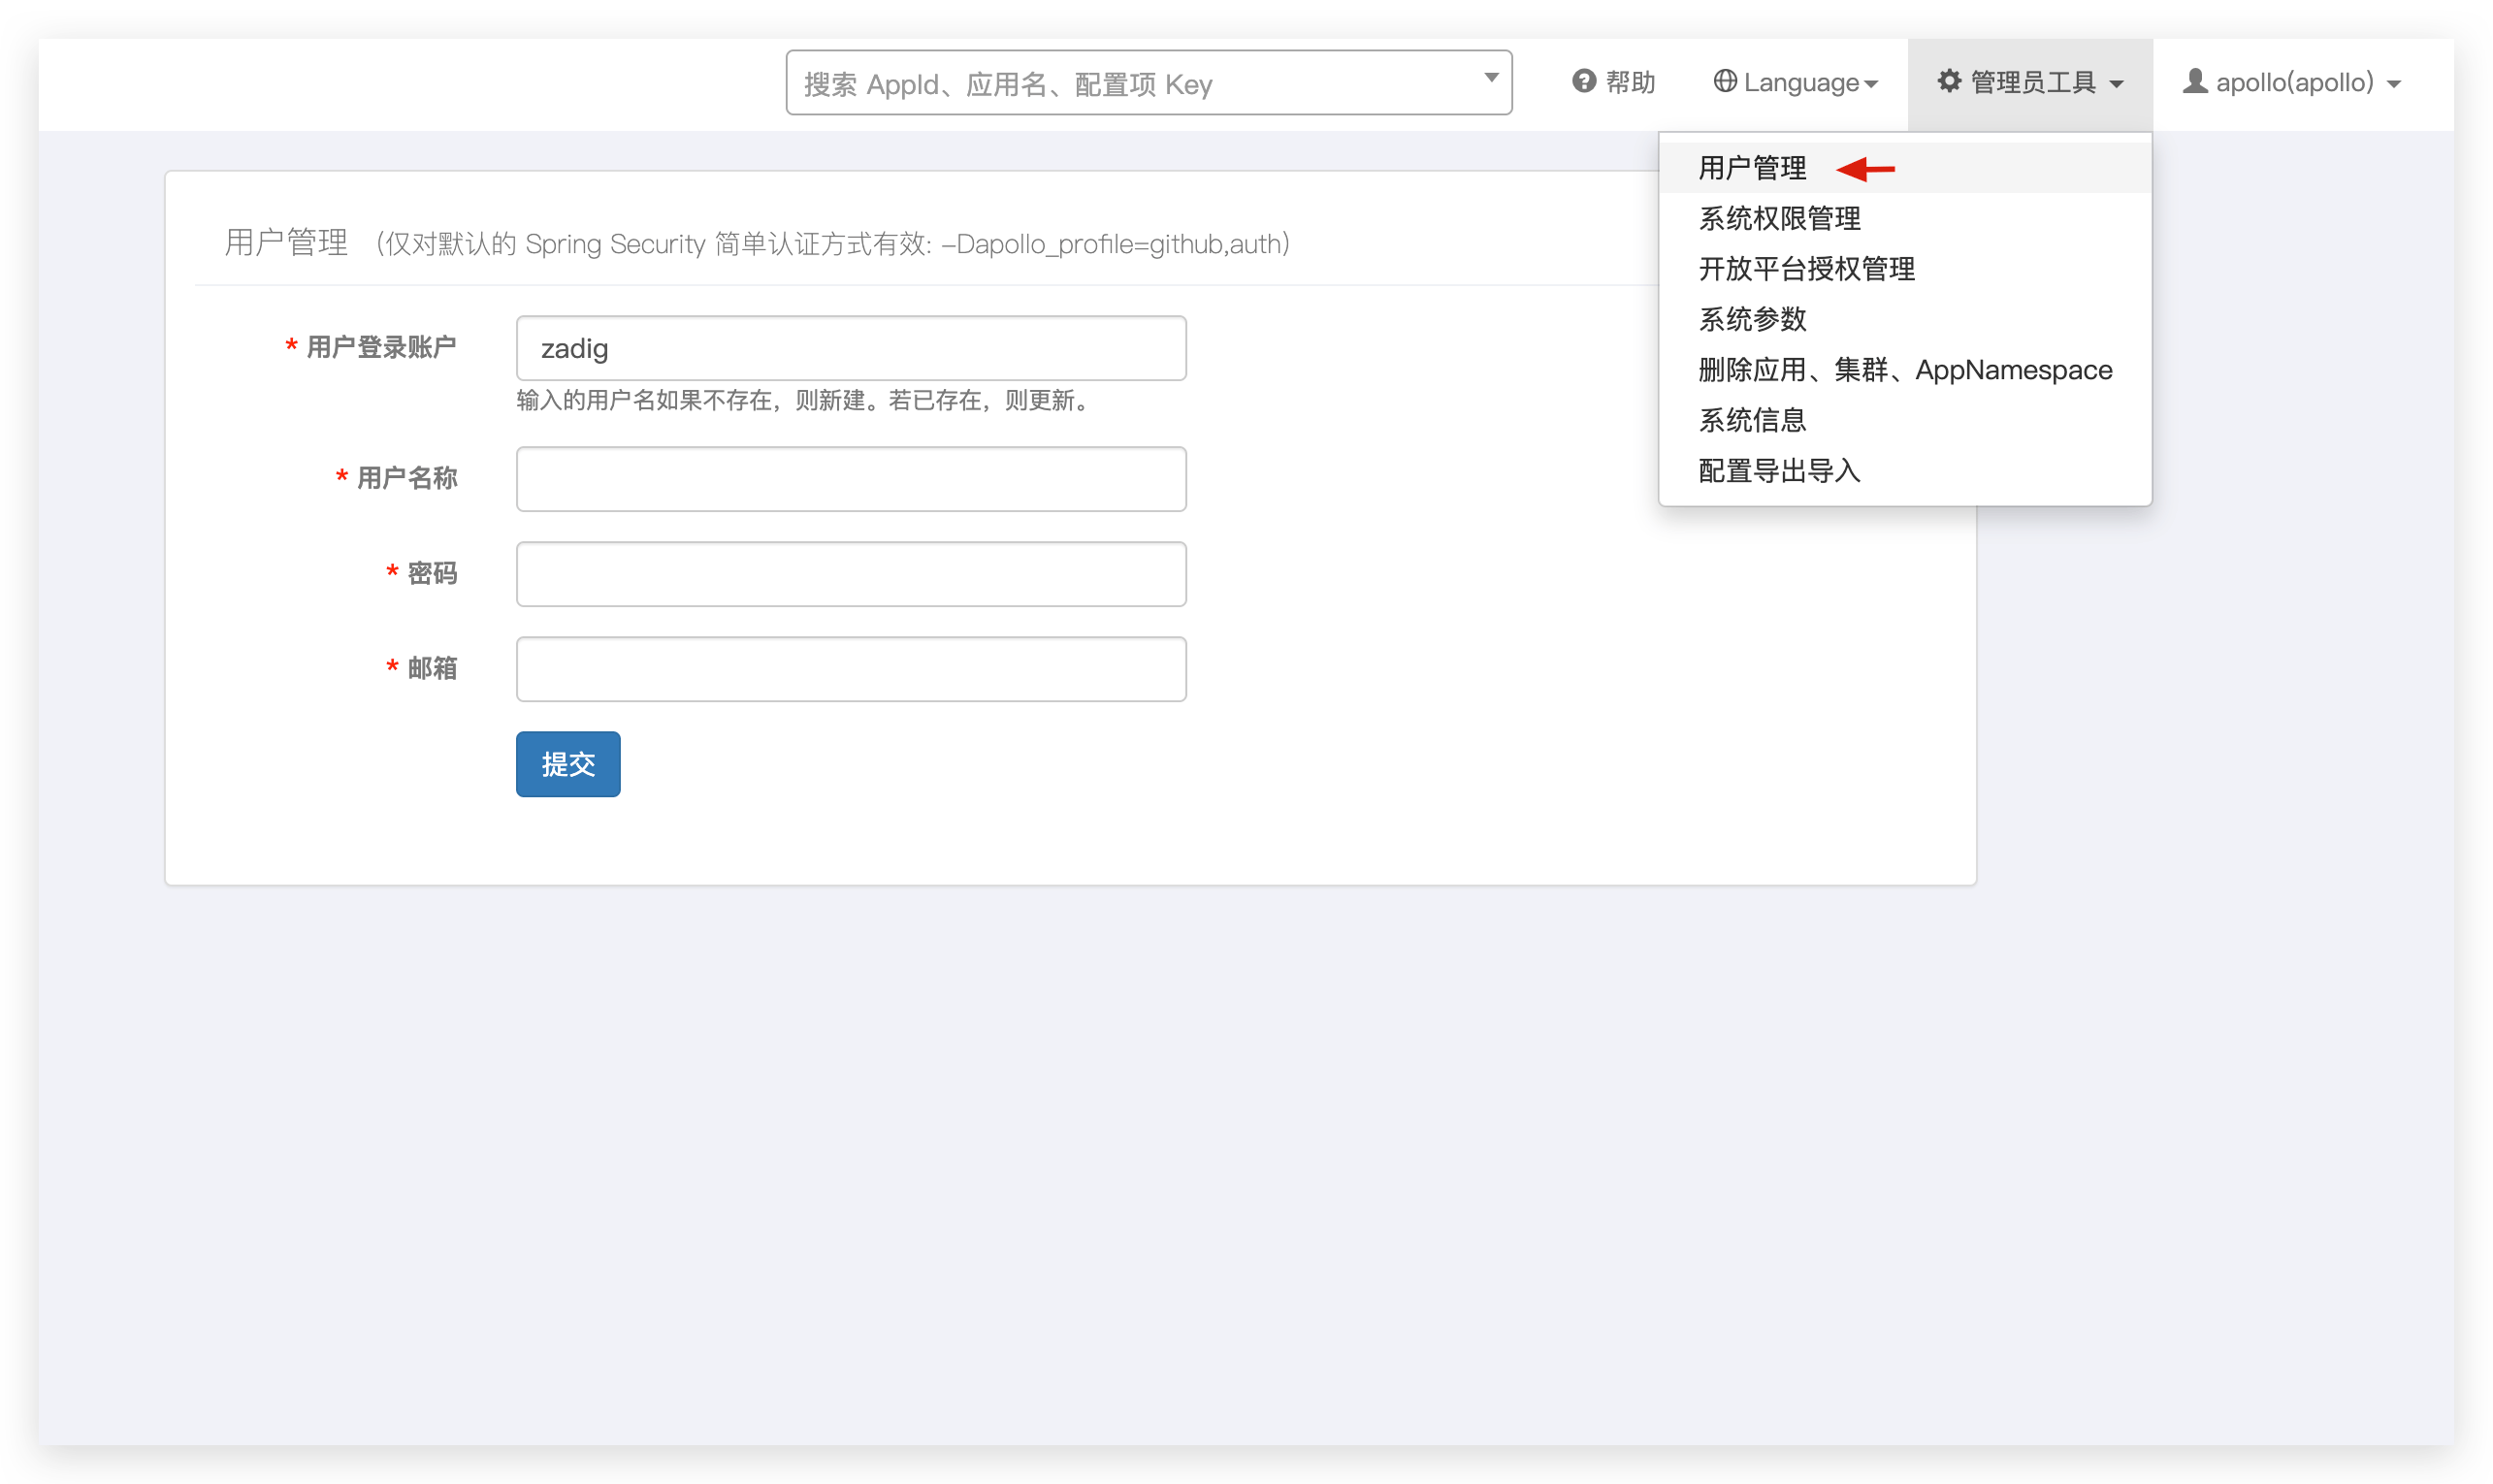 搜索 AppId、应用名、配置项 Key
帮助
Language
管理员工具
apollo(apollo)
用户管理
系统权限管理
开放平台授权管理
系统参数
删除应用、集群、AppNamespace
系统信息
配置导出导入
用户管理 (仅对默认的 Spring Security 简单认证方式有效: -Dapollo_profile=github,auth)
* 用户登录账户
zadig
输入的用户名如果不存在，则新建。若已存在，则更新。
* 用户名称
* 密码
* 邮箱
提交